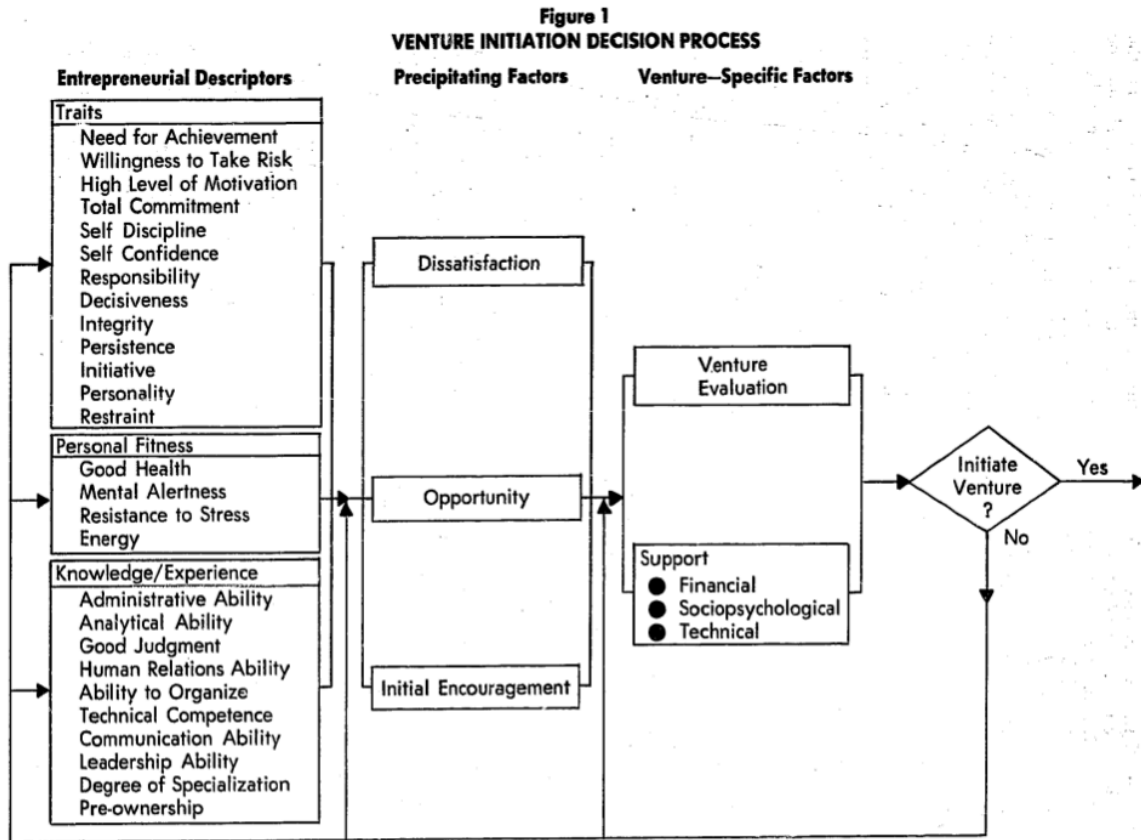 Figure 1
VENTURE INITIATION DECISION PROCESS
Entrepreneurial Descriptors
Precipitating Factors
Venture—Specific Factors
Traits
Need for Achievement
Willingness to Take Risk
High Level of Motivation
Total Commitment
Self Discipline
Self Confidence
Responsibility
Decisiveness
Integrity
Persistence
Initiative
Personality
Restraint
Personal Fitness
Good Health
Mental Alertness
Resistance to Stress
Energy
Knowledge/Experience
Administrative Ability
Analytical Ability
Good Judgment
Human Relations Ability
Ability to Organize
Technical Competence
Communication Ability
Leadership Ability
Degree of Specialization
Pre-ownership
Dissatisfaction
Opportunity
Initial Encouragement
Venture
Evaluation
Support
● Financial
● Sociopsychological
● Technical
Initiate
Venture
?
Yes
No